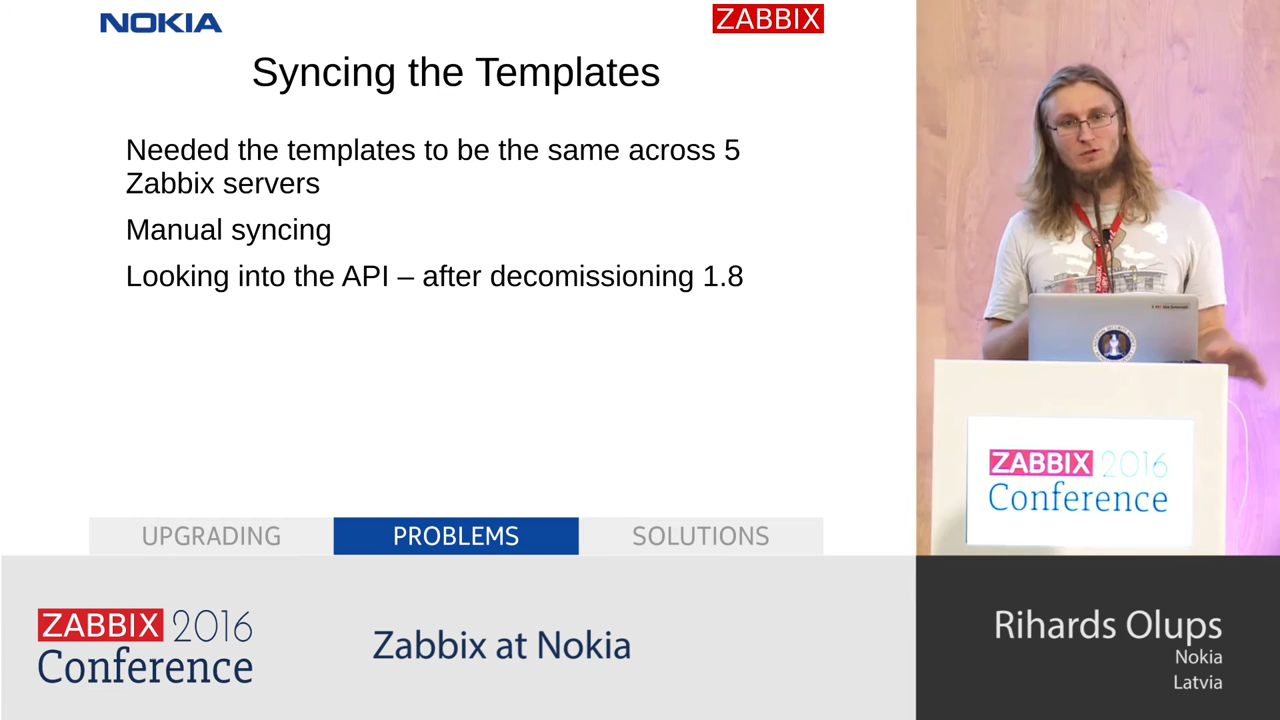 NOKIA
ZABBIX
Syncing the Templates
Needed the templates to be the same across 5
Zabbix servers
Manual syncing
Looking into the API – after decomissioning 1.8
UPGRADING
PROBLEMS
SOLUTIONS
ZABBIX
ZABBIX 2016
Conference
ZABBIX 2016
Conference
Zabbix at Nokia
Rihards Olups
Nokia
Latvia